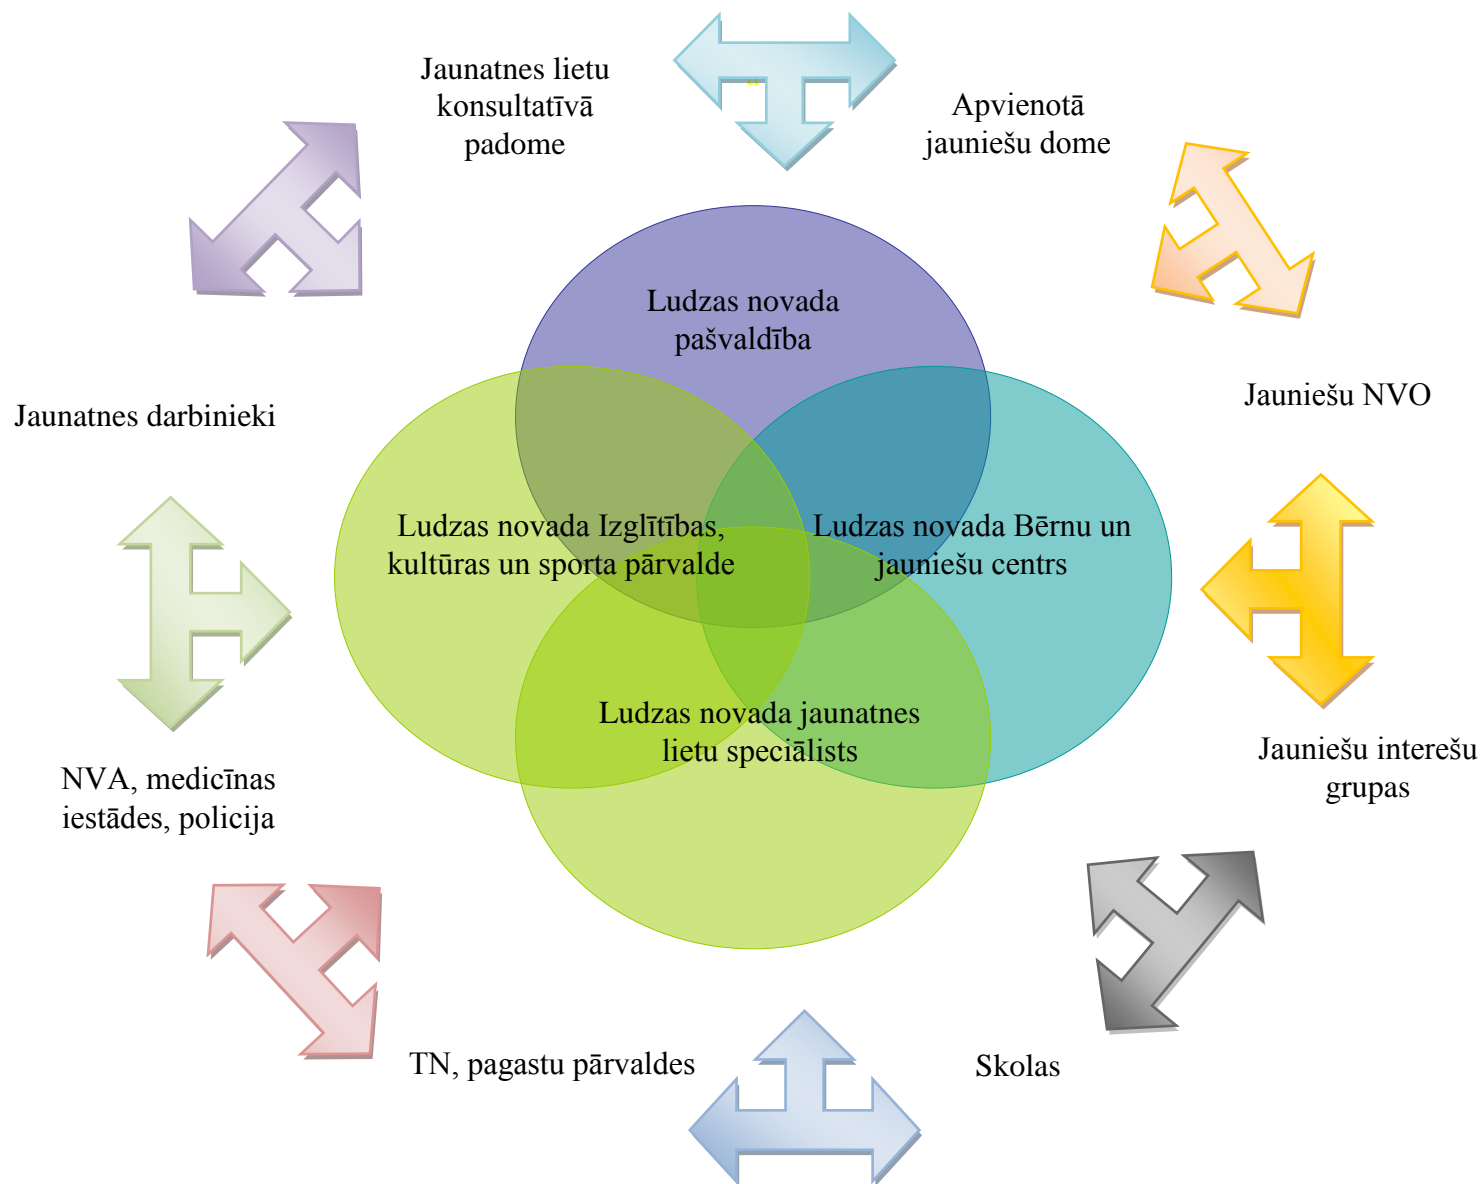 Jaunatnes lietu
konsultatīvā
padome
Apvienotā
jauniešu dome
Ludzas novada
pašvaldība
Jauniešu NVO
Jaunatnes darbinieki
Ludzas novada Izglītības,
kultūras un sporta pārvalde
Ludzas novada Bērnu un
jauniešu centrs
Ludzas novada jaunatnes
lietu speciālists
Jauniešu interešu
grupas
NVA, medicīnas
iestādes, policija
TN, pagastu pārvaldes
Skolas